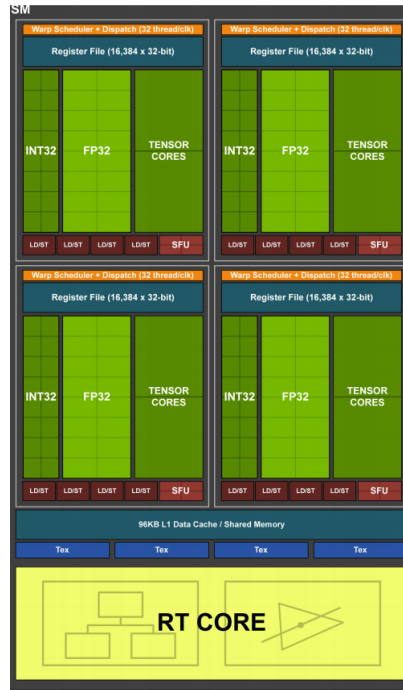 SM
Warp Scheduler + Dispatch (32 thread/clk)
Register File (16,384 x 32-bit)
INT32 FP32 TENSOR CORES
LD/ST LD/ST LD/ST LD/ST SFU
Warp Scheduler + Dispatch (32 thread/clk)
Register File (16,384 x 32-bit)
INT32 FP32 TENSOR CORES
LD/ST LD/ST LD/ST LD/ST SFU
Warp Scheduler + Dispatch (32 thread/clk)
Register File (16,384 x 32-bit)
INT32 FP32 TENSOR CORES
LD/ST LD/ST LD/ST LD/ST SFU
Warp Scheduler + Dispatch (32 thread/clk)
Register File (16,384 x 32-bit)
INT32 FP32 TENSOR CORES
LD/ST LD/ST LD/ST LD/ST SFU
96KB L1 Data Cache / Shared Memory
Tex Tex Tex Tex
RT CORE